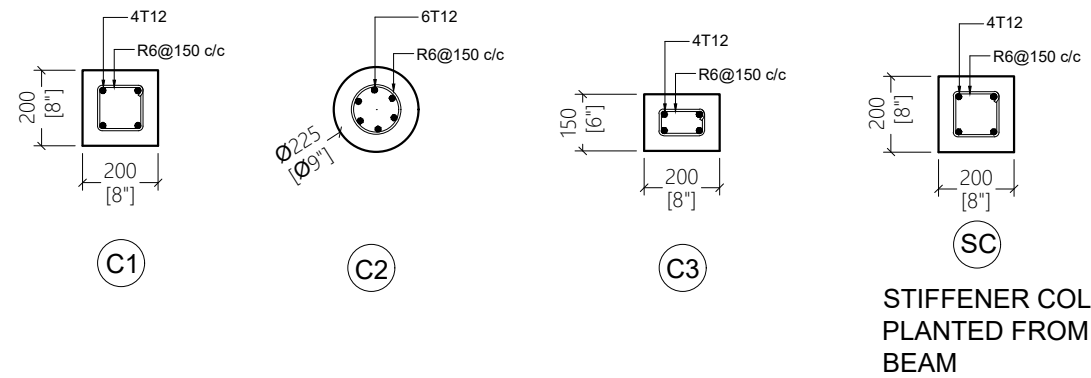 4T12
R6@150 c/c
200
[8"]
200
[8"]
C1
6T12
R6@150 c/c
Ø225
[Ø9"]
C2
4T12
R6@150 c/c
150
[6"]
200
[8"]
C3
4T12
R6@150 c/c
200
[8"]
200
[8"]
SC
STIFFENER COL
PLANTED FROM
BEAM